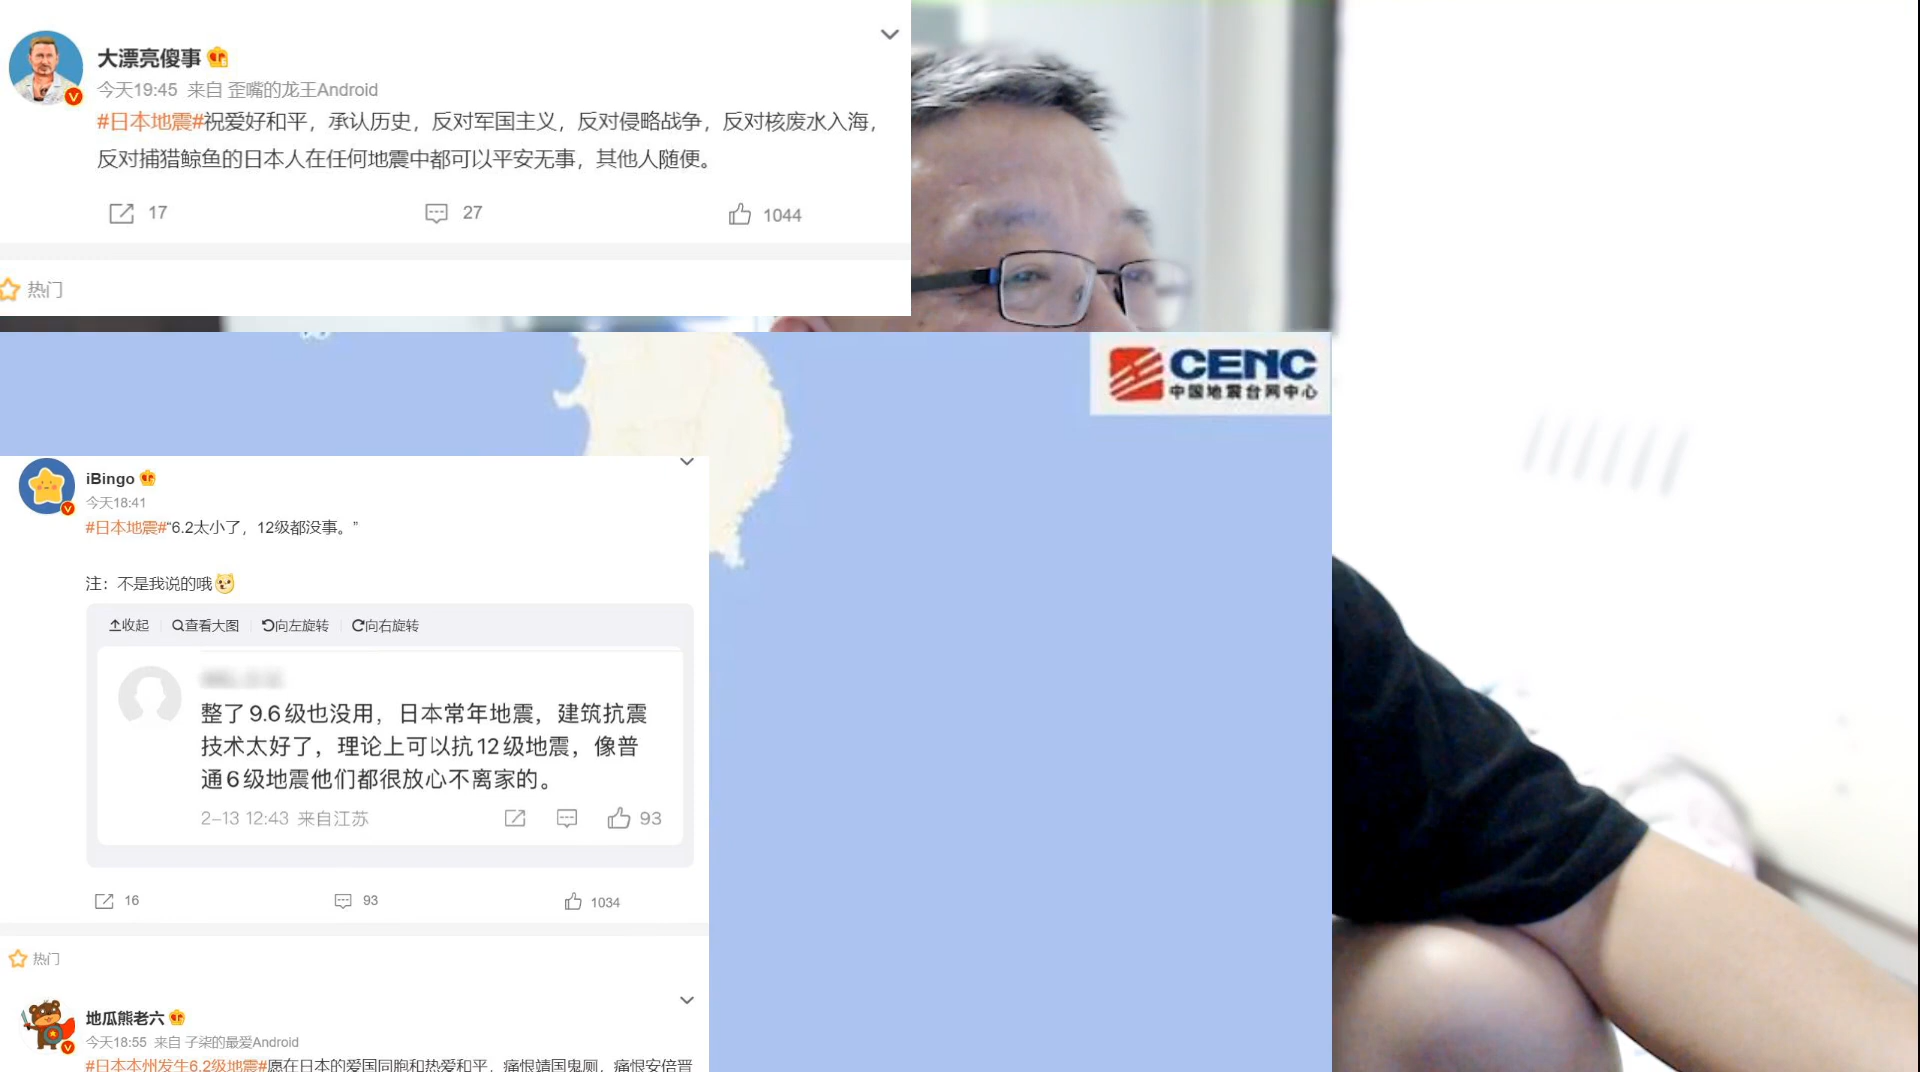 大漂亮傻事
今天19:45 来自 歪嘴的龙王Android
#日本地震#祝爱好和平，承认历史，反对军国主义，反对侵略战争，反对核废水入海，
反对捕猎鲸鱼的日本人在任何地震中都可以平安无事，其他人随便。
17
27
1044
热门
CENC
中国地震台网中心
iBingo
今天18:41
#日本地震#“6.2太小了，12级都没事。”
注：不是我说的哦
收起
查看大图
向左旋转
向右旋转
整了9.6级也没用，日本常年地震，建筑抗震
技术太好了，理论上可以抗12级地震，像普
通6级地震他们都很放心不离家的。
2-13 12:43 来自江苏
93
16
93
1034
热门
地瓜熊老六
今天18:55 来自 子柒的最爱Android
#日本本州发生6.2级地震#愿在日本的爱国同胞和热爱和平，痛恨靖国鬼厕，痛恨安倍晋